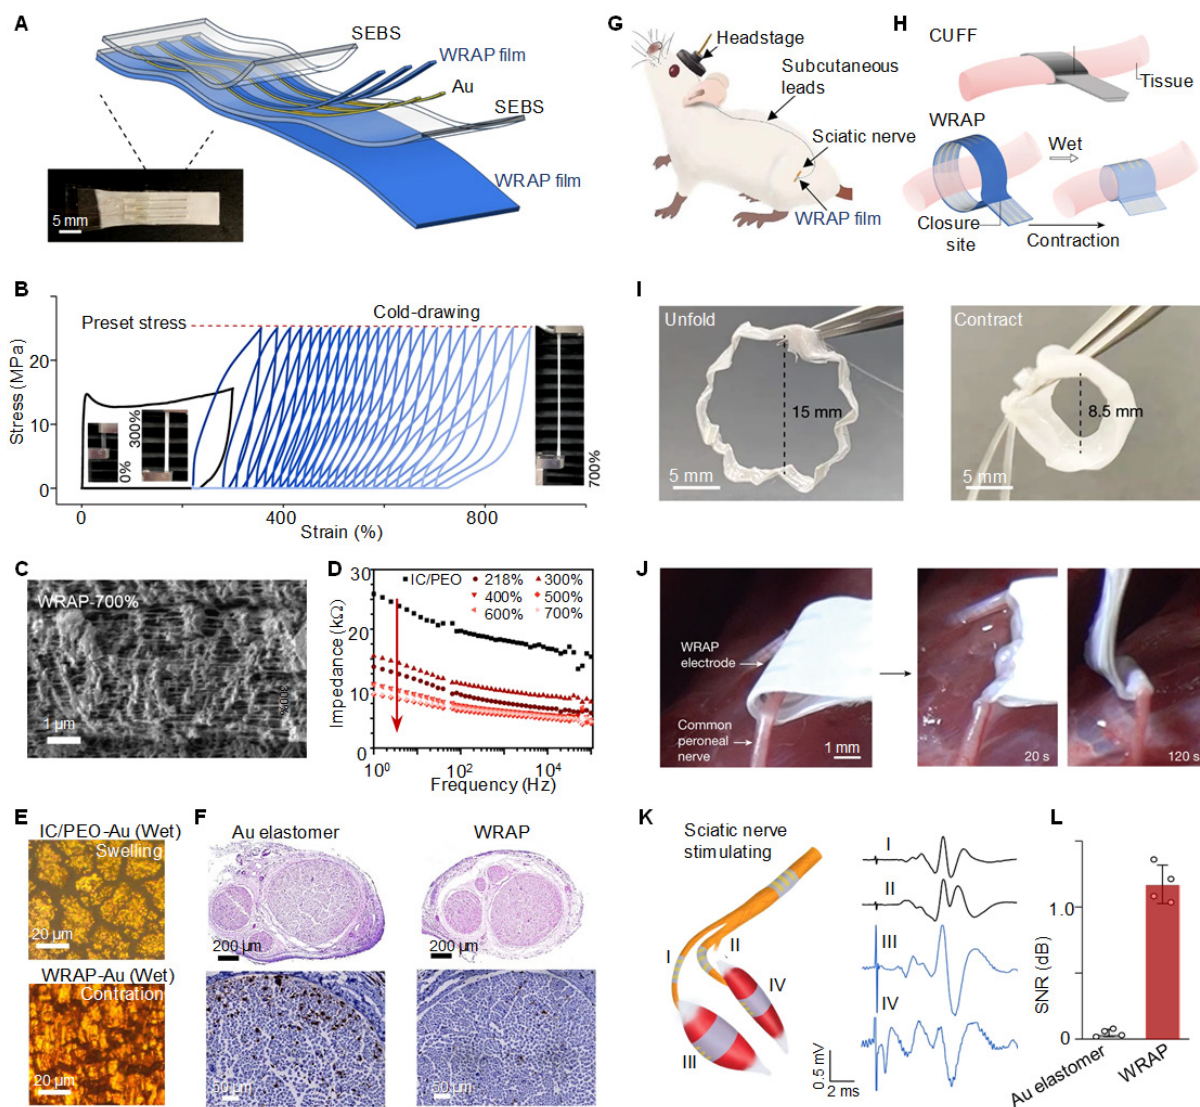 A
SEBS
WRAP film
Au
SEBS
WRAP film
5 mm
G
Headstage
Subcutaneous
leads
Sciatic nerve
WRAP film
H
CUFF
Tissue
WRAP
Wet
Closure
site
Contraction
B
Cold-drawing
Preset stress
Stress (MPa)
20
10
0
0%
300%
700%
0
400
800
Strain (%)
I
Unfold
15 mm
5 mm
Contract
8.5 mm
5 mm
C
WRAP-700%
300%
1 μm
D
IC/PEO
218%
300%
400%
500%
600%
700%
Impedance (kΩ)
30
20
10
0
10⁰
10²
10⁴
Frequency (Hz)
J
WRAP
electrode
Common
peroneal
nerve
1 mm
20 s
120 s
E
IC/PEO-Au (Wet)
Swelling
20 μm
WRAP-Au (Wet)
Contration
20 μm
F
Au elastomer
WRAP
200 μm
200 μm
50 μm
50 μm
K
Sciatic nerve
stimulating
I
II
III
IV
I
II
III
IV
0.5 mV
2 ms
L
SNR (dB)
1.0
0
Au elastomer
WRAP